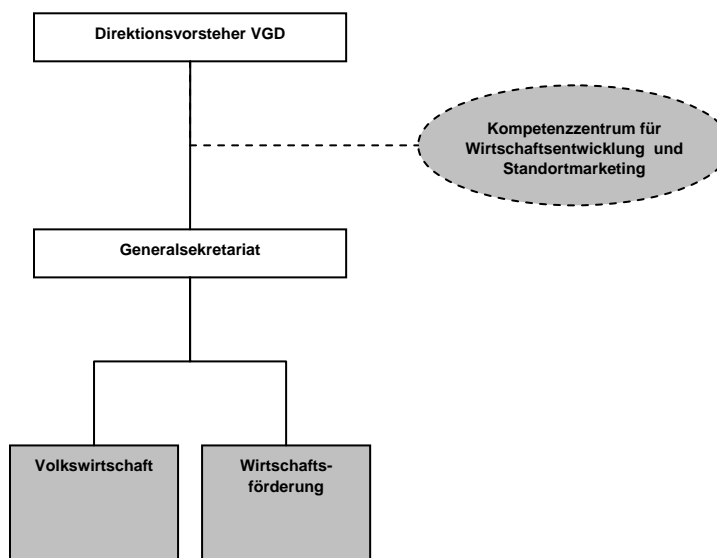 Direktionsvorsteher VGD
Kompetenzzentrum für
Wirtschaftsentwicklung und
Standortmarketing
Generalsekretariat
Volkswirtschaft
Wirtschafts-
förderung